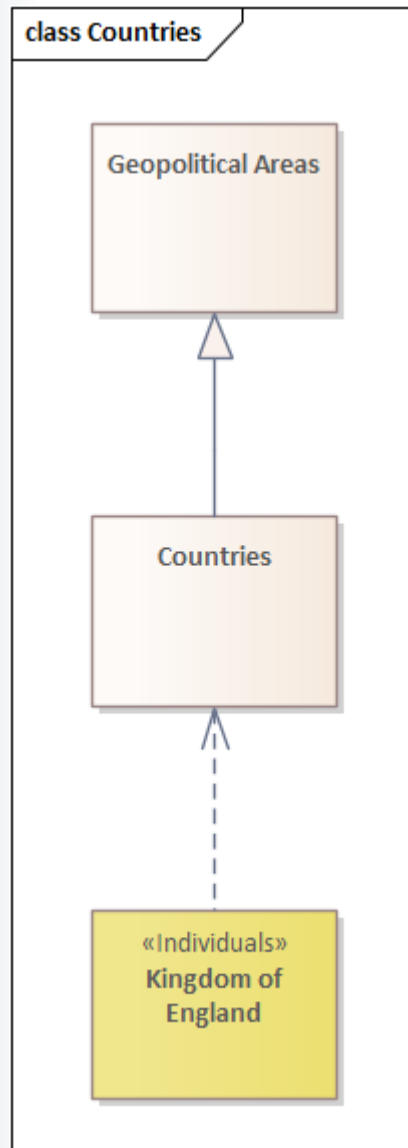 class Countries
Geopolitical Areas
Countries
«Individuals»
Kingdom of
England